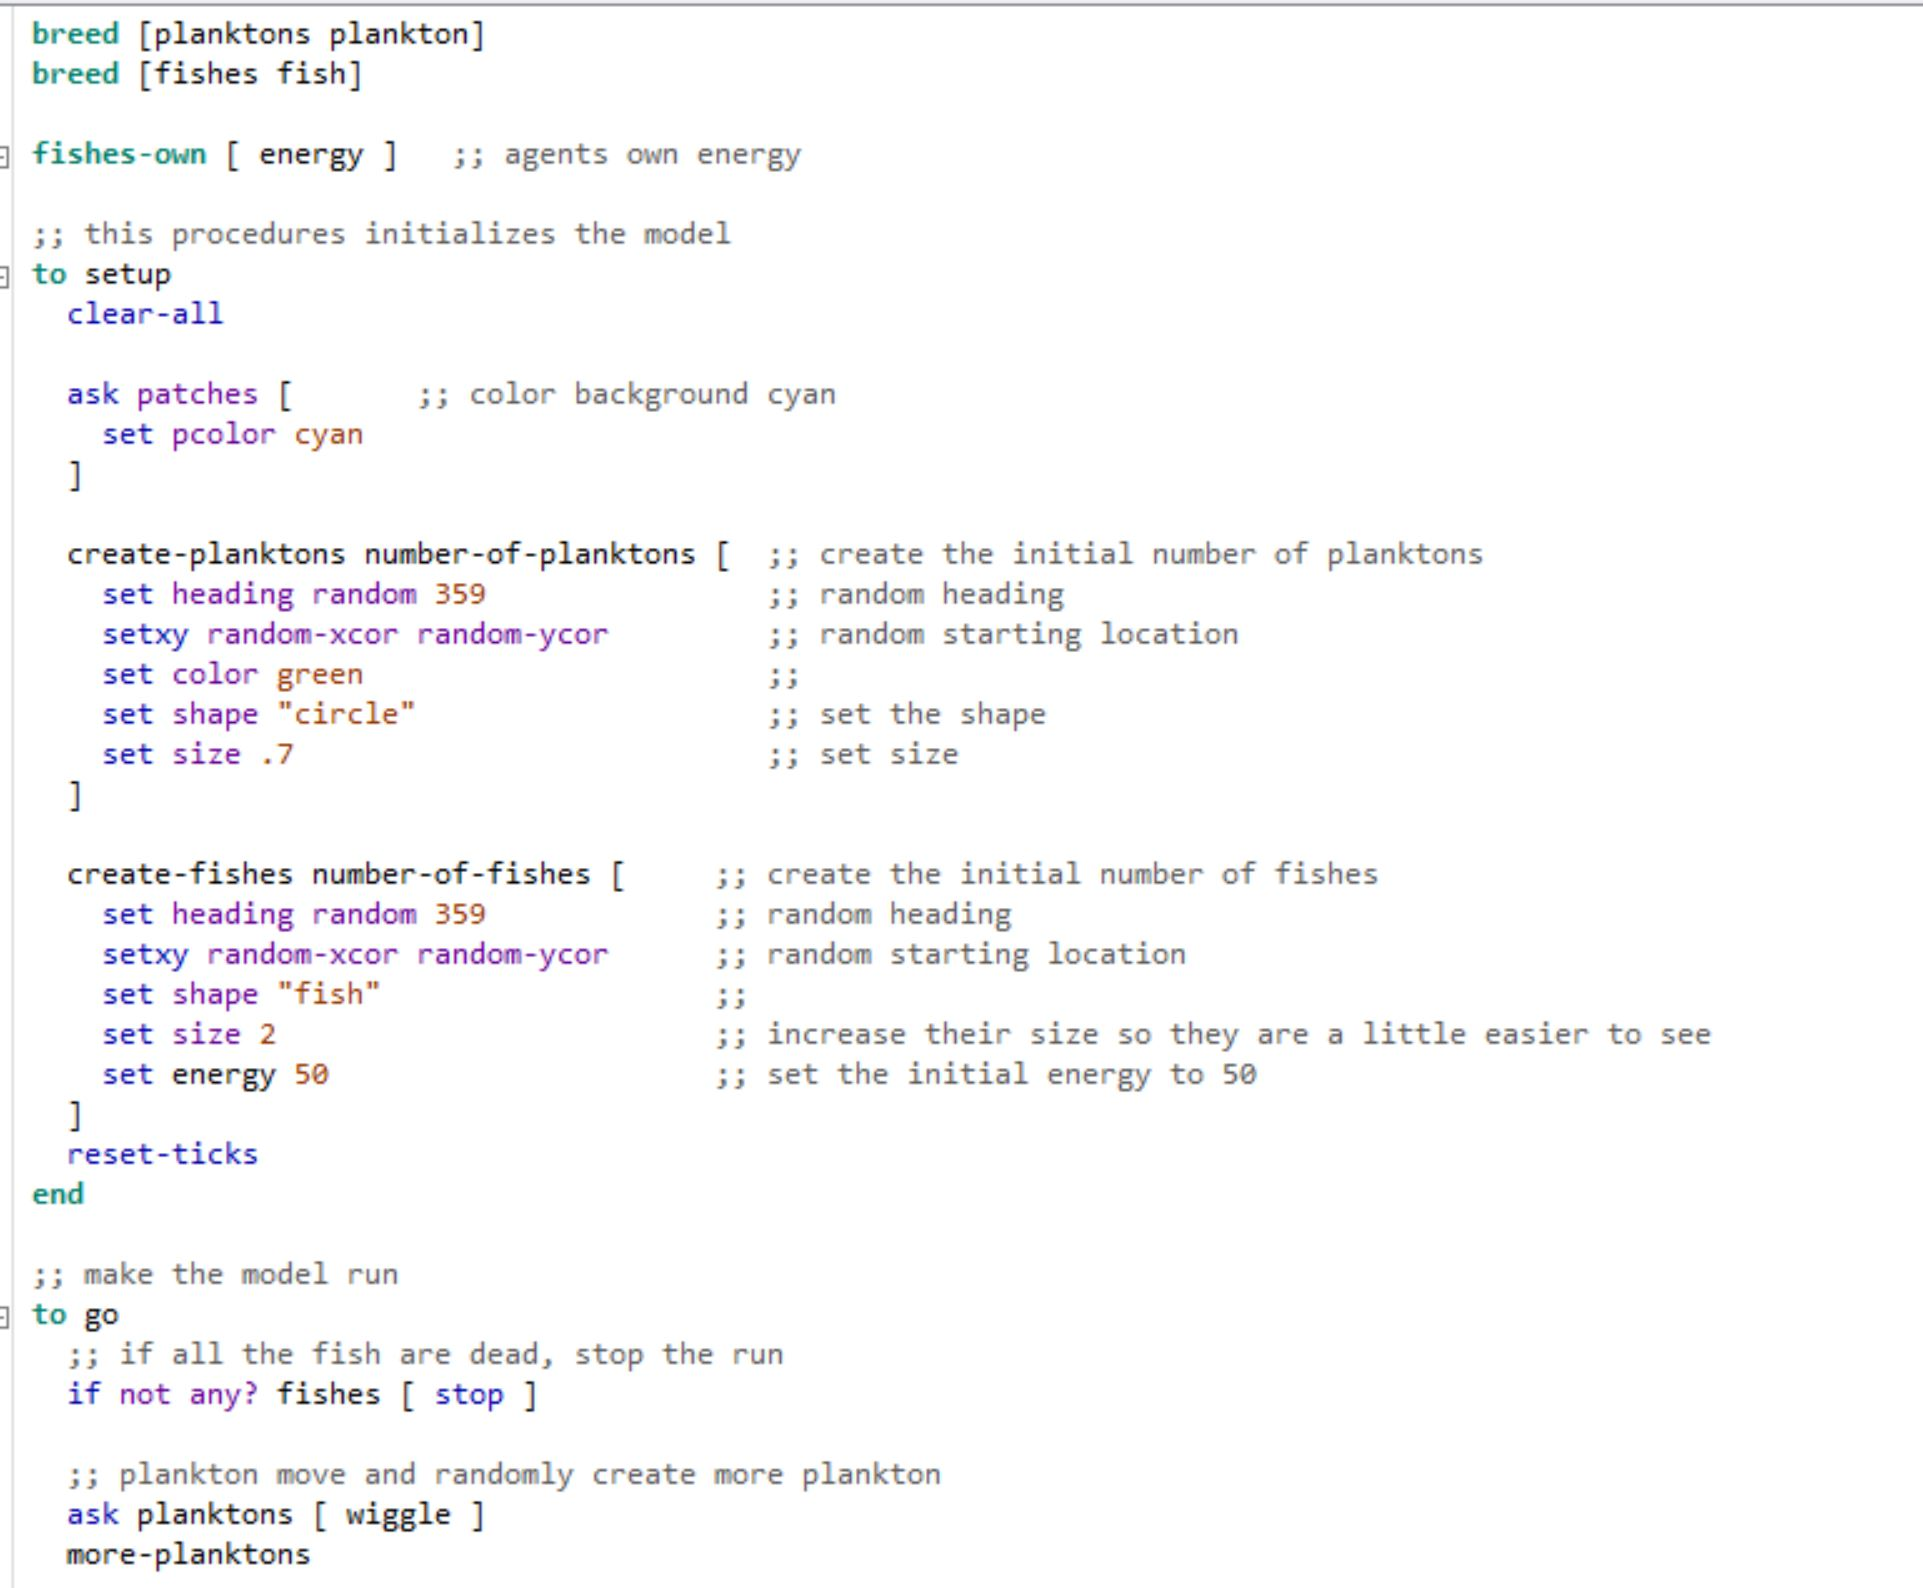 breed [planktons plankton]
breed [fishes fish]
fishes-own [ energy ]   ;; agents own energy
;; this procedures initializes the model
to setup
  clear-all
  ask patches [       ;; color background cyan
    set pcolor cyan
  ]
  create-planktons number-of-planktons [  ;; create the initial number of planktons
    set heading random 359                ;; random heading
    setxy random-xcor random-ycor         ;; random starting location
    set color green                       ;;
    set shape "circle"                    ;; set the shape
    set size .7                           ;; set size
  ]
  create-fishes number-of-fishes [     ;; create the initial number of fishes
    set heading random 359             ;; random heading
    setxy random-xcor random-ycor      ;; random starting location
    set shape "fish"                   ;;
    set size 2                         ;; increase their size so they are a little easier to see
    set energy 50                      ;; set the initial energy to 50
  ]
  reset-ticks
end
;; make the model run
to go
  ;; if all the fish are dead, stop the run
  if not any? fishes [ stop ]
  ;; plankton move and randomly create more plankton
  ask planktons [ wiggle ]
  more-planktons